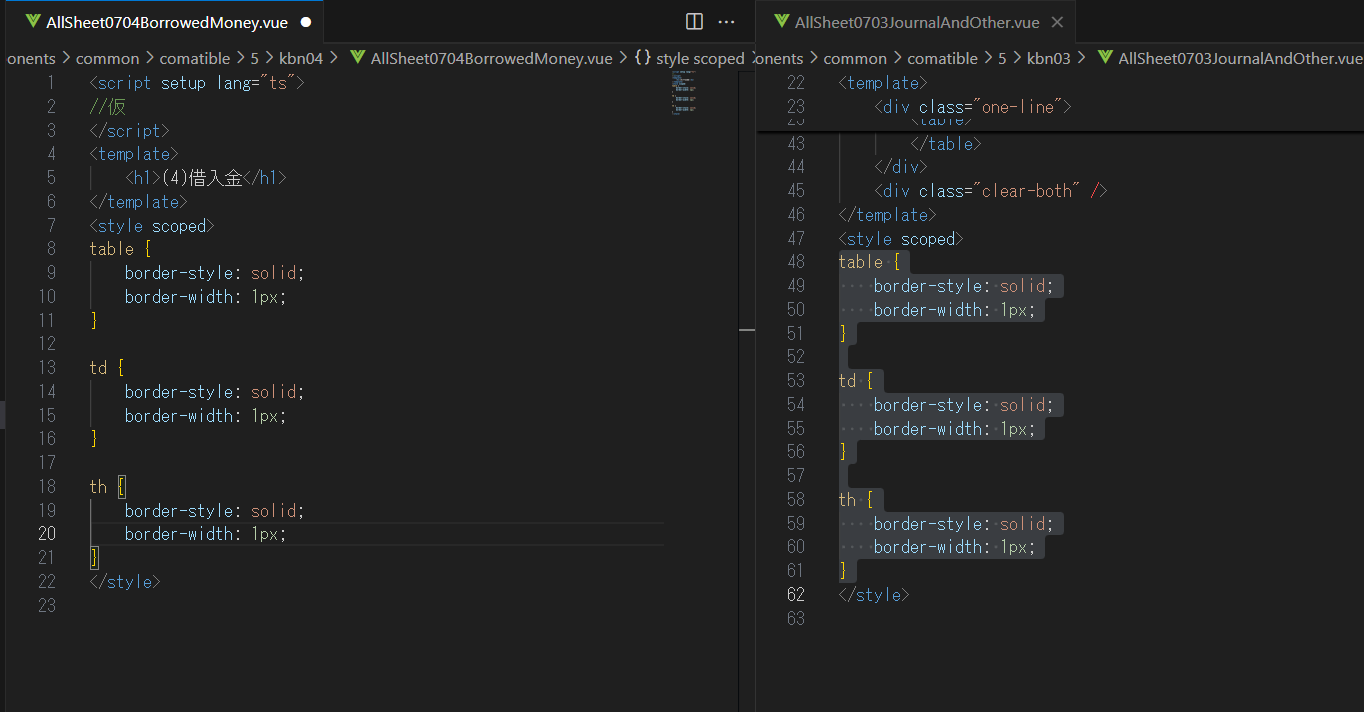 AllSheet0704BorrowedMoney.vue ●
onents > common > comatible > 5 > kbn04 > AllSheet0704BorrowedMoney.vue > {} style scoped
1 <script setup lang="ts">
2 //仮
3 </script>
4 <template>
5 <h1>(4)借入金</h1>
6 </template>
7 <style scoped>
8 table {
9 border-style: solid;
10 border-width: 1px;
11 }
12
13 td {
14 border-style: solid;
15 border-width: 1px;
16 }
17
18 th {
19 border-style: solid;
20 border-width: 1px;
21 }
22 </style>
23
AllSheet0703JournalAndOther.vue
onents > common > comatible > 5 > kbn03 > AllSheet0703JournalAndOther.vue
22 <template>
23 <div class="one-line">
<table>
43 </table>
44 </div>
45 <div class="clear-both" />
46 </template>
47 <style scoped>
48 table {
49 border-style: solid;
50 border-width: 1px;
51 }
52
53 td {
54 border-style: solid;
55 border-width: 1px;
56 }
57
58 th {
59 border-style: solid;
60 border-width: 1px;
61 }
62 </style>
63